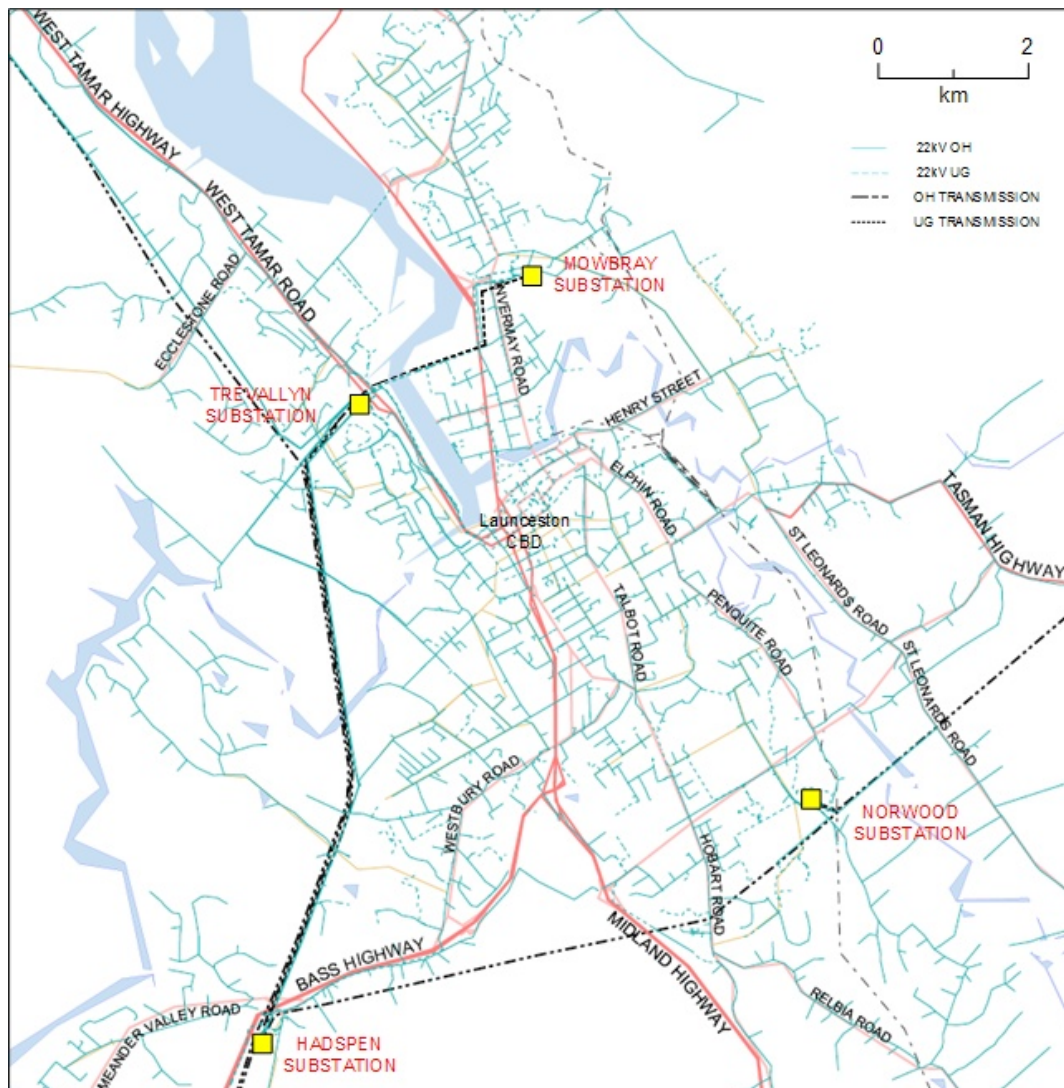 0 2
km
22kV OH
22kV UG
OH TRANSMISSION
UG TRANSMISSION
WEST TAMAR HIGHWAY
WEST TAMAR ROAD
ECCLESTONE ROAD
MOWBRAY
SUBSTATION
NVERMAY ROAD
TREVALLYN
SUBSTATION
HENRY STREET
ELPHIN ROAD
TASMAN HIGHWAY
Launceston
CBD
ST LEONARDS ROAD
TALBOT ROAD
PENQUITE ROAD
ST LEONARDS ROAD
WESTBURY ROAD
NORWOOD
SUBSTATION
HOBART ROAD
BASS HIGHWAY
MIDLAND HIGHWAY
MEANDER VALLEY ROAD
RELBIA ROAD
HADSPEN
SUBSTATION